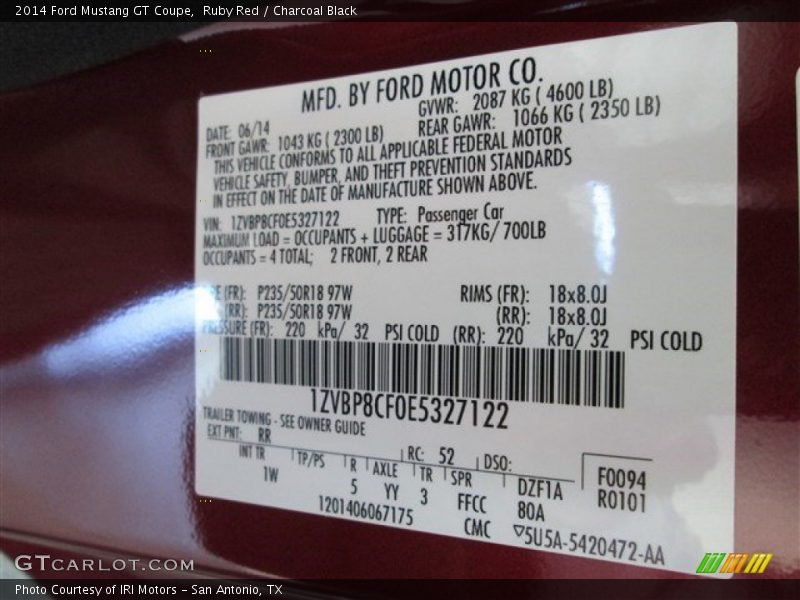 2014 Ford Mustang GT Coupe,  Ruby Red / Charcoal Black
MFD. BY FORD MOTOR CO.
DATE: 06/14
GVWR: 2087 KG ( 4600 LB)
FRONT GAWR: 1043 KG ( 2300 LB)
REAR GAWR: 1066 KG ( 2350 LB)
THIS VEHICLE CONFORMS TO ALL APPLICABLE FEDERAL MOTOR
VEHICLE SAFETY, BUMPER, AND THEFT PREVENTION STANDARDS
IN EFFECT ON THE DATE OF MANUFACTURE SHOWN ABOVE.
VIN: 1ZVBP8CF0E5327122 TYPE: Passenger Car
MAXIMUM LOAD = OCCUPANTS + LUGGAGE = 317KG/ 700LB
OCCUPANTS = 4 TOTAL; 2 FRONT, 2 REAR
(FR): P235/50R18 97W RIMS (FR): 18x8.0J
(RR): P235/50R18 97W (RR): 18x8.0J
PRESSURE (FR): 220 kPa/ 32 PSI COLD (RR): 220 kPa/ 32 PSI COLD
1ZVBP8CF0E5327122
TRAILER TOWING - SEE OWNER GUIDE
EXT PNT: RR RC: 52 DSO: F0094
INT TR TP/PS R AXLE TR SPR DZF1A R0101
1W 5 YY 3 FFCC 80A
1201406067175 CMC ▽5U5A-5420472-AA
GTCARLOT.COM
Photo Courtesy of IRI Motors – San Antonio, TX